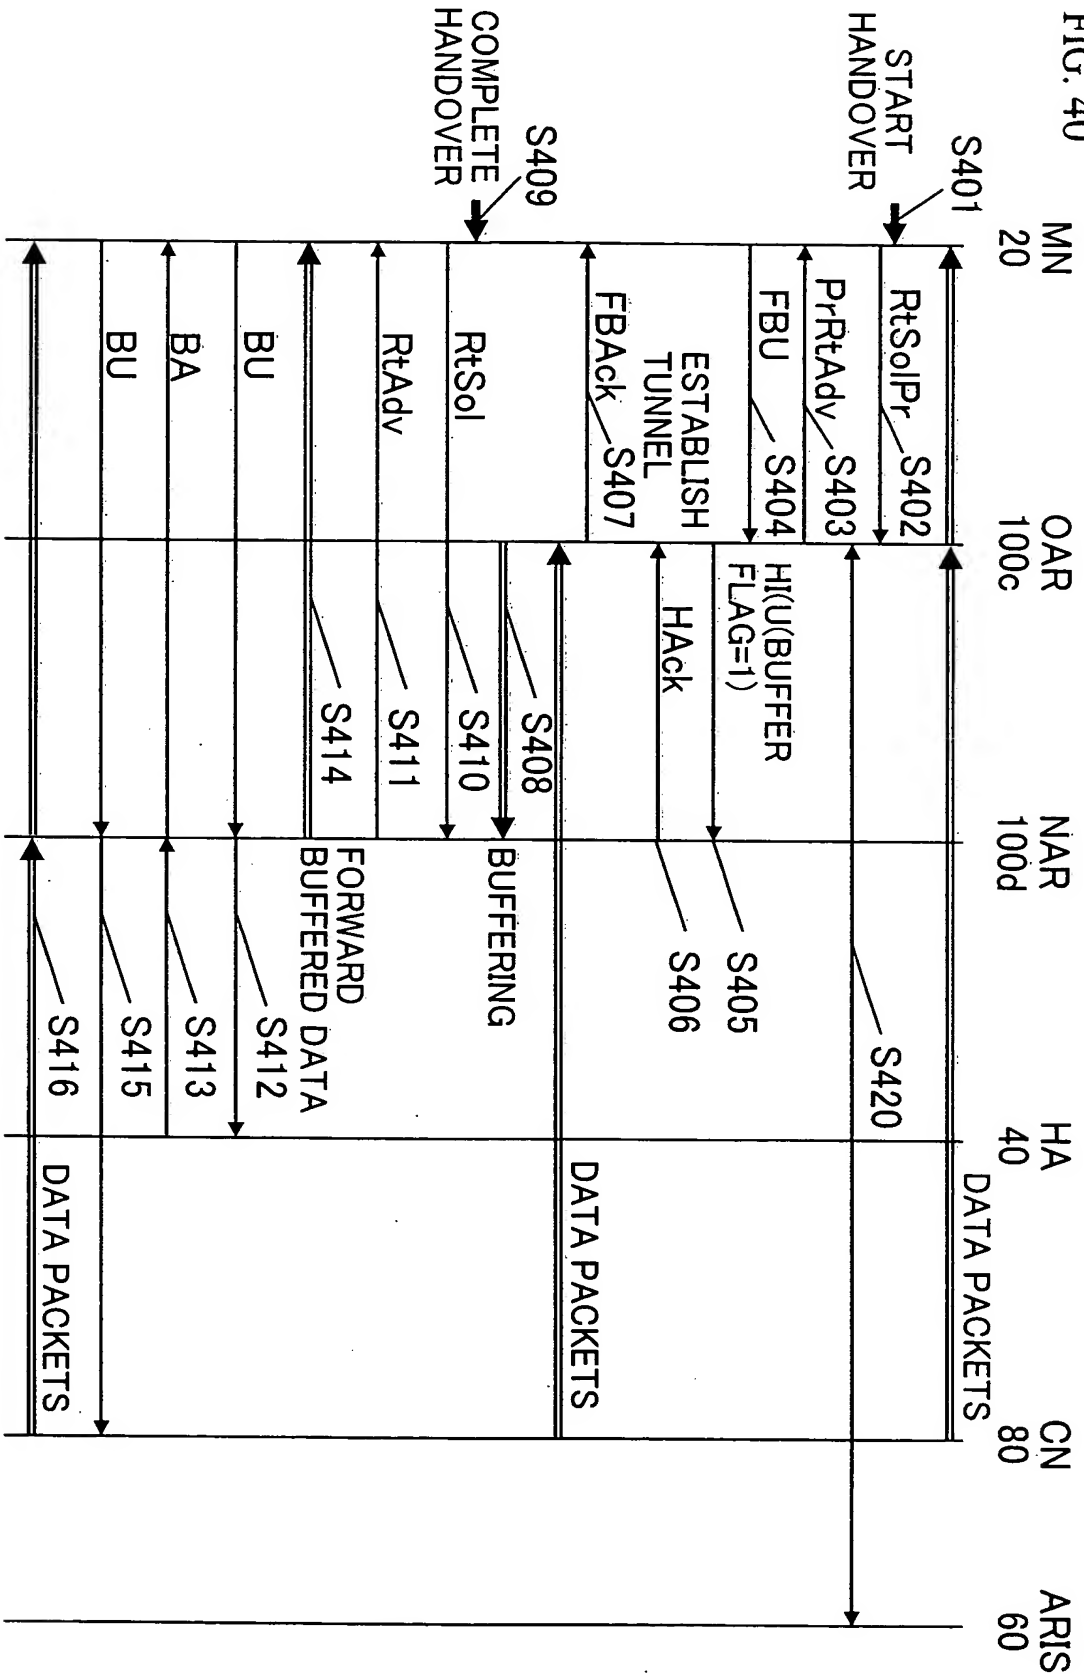 FIG. 40
MN
20
OAR
100c
NAR
100d
HA
40
CN
80
ARIS
60
DATA PACKETS
START
HANDOVER
S401
RtSolPr
S402
S420
PrRtAdv
S403
FBU
S404
HI(U(BUFFER
FLAG=1)
S405
HAck
S406
ESTABLISH
TUNNEL
FBAck
S407
DATA PACKETS
S408
BUFFERING
COMPLETE
HANDOVER
S409
RtSol
S410
RtAdv
S411
S414
FORWARD
BUFFERED DATA
BU
S412
BA
S413
BU
S415
S416
DATA PACKETS